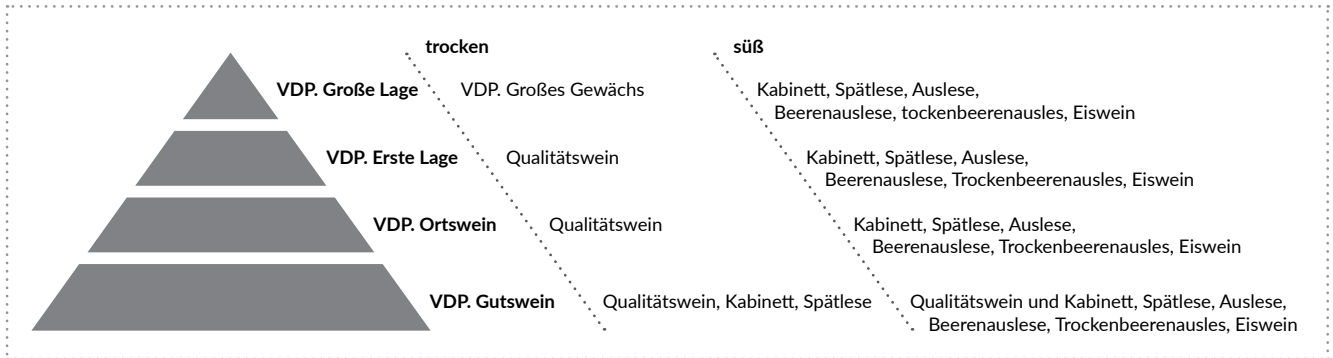 trocken süß
VDP. Große Lage VDP. Großes Gewächs Kabinett, Spätlese, Auslese,
Beerenauslese, tockenbeerenausles, Eiswein
VDP. Erste Lage Qualitätswein Kabinett, Spätlese, Auslese,
Beerenauslese, Trockenbeerenausles, Eiswein
VDP. Ortswein Qualitätswein Kabinett, Spätlese, Auslese,
Beerenauslese, Trockenbeerenausles, Eiswein
VDP. Gutswein Qualitätswein, Kabinett, Spätlese Qualitätswein und Kabinett, Spätlese, Auslese,
Beerenauslese, Trockenbeerenausles, Eiswein